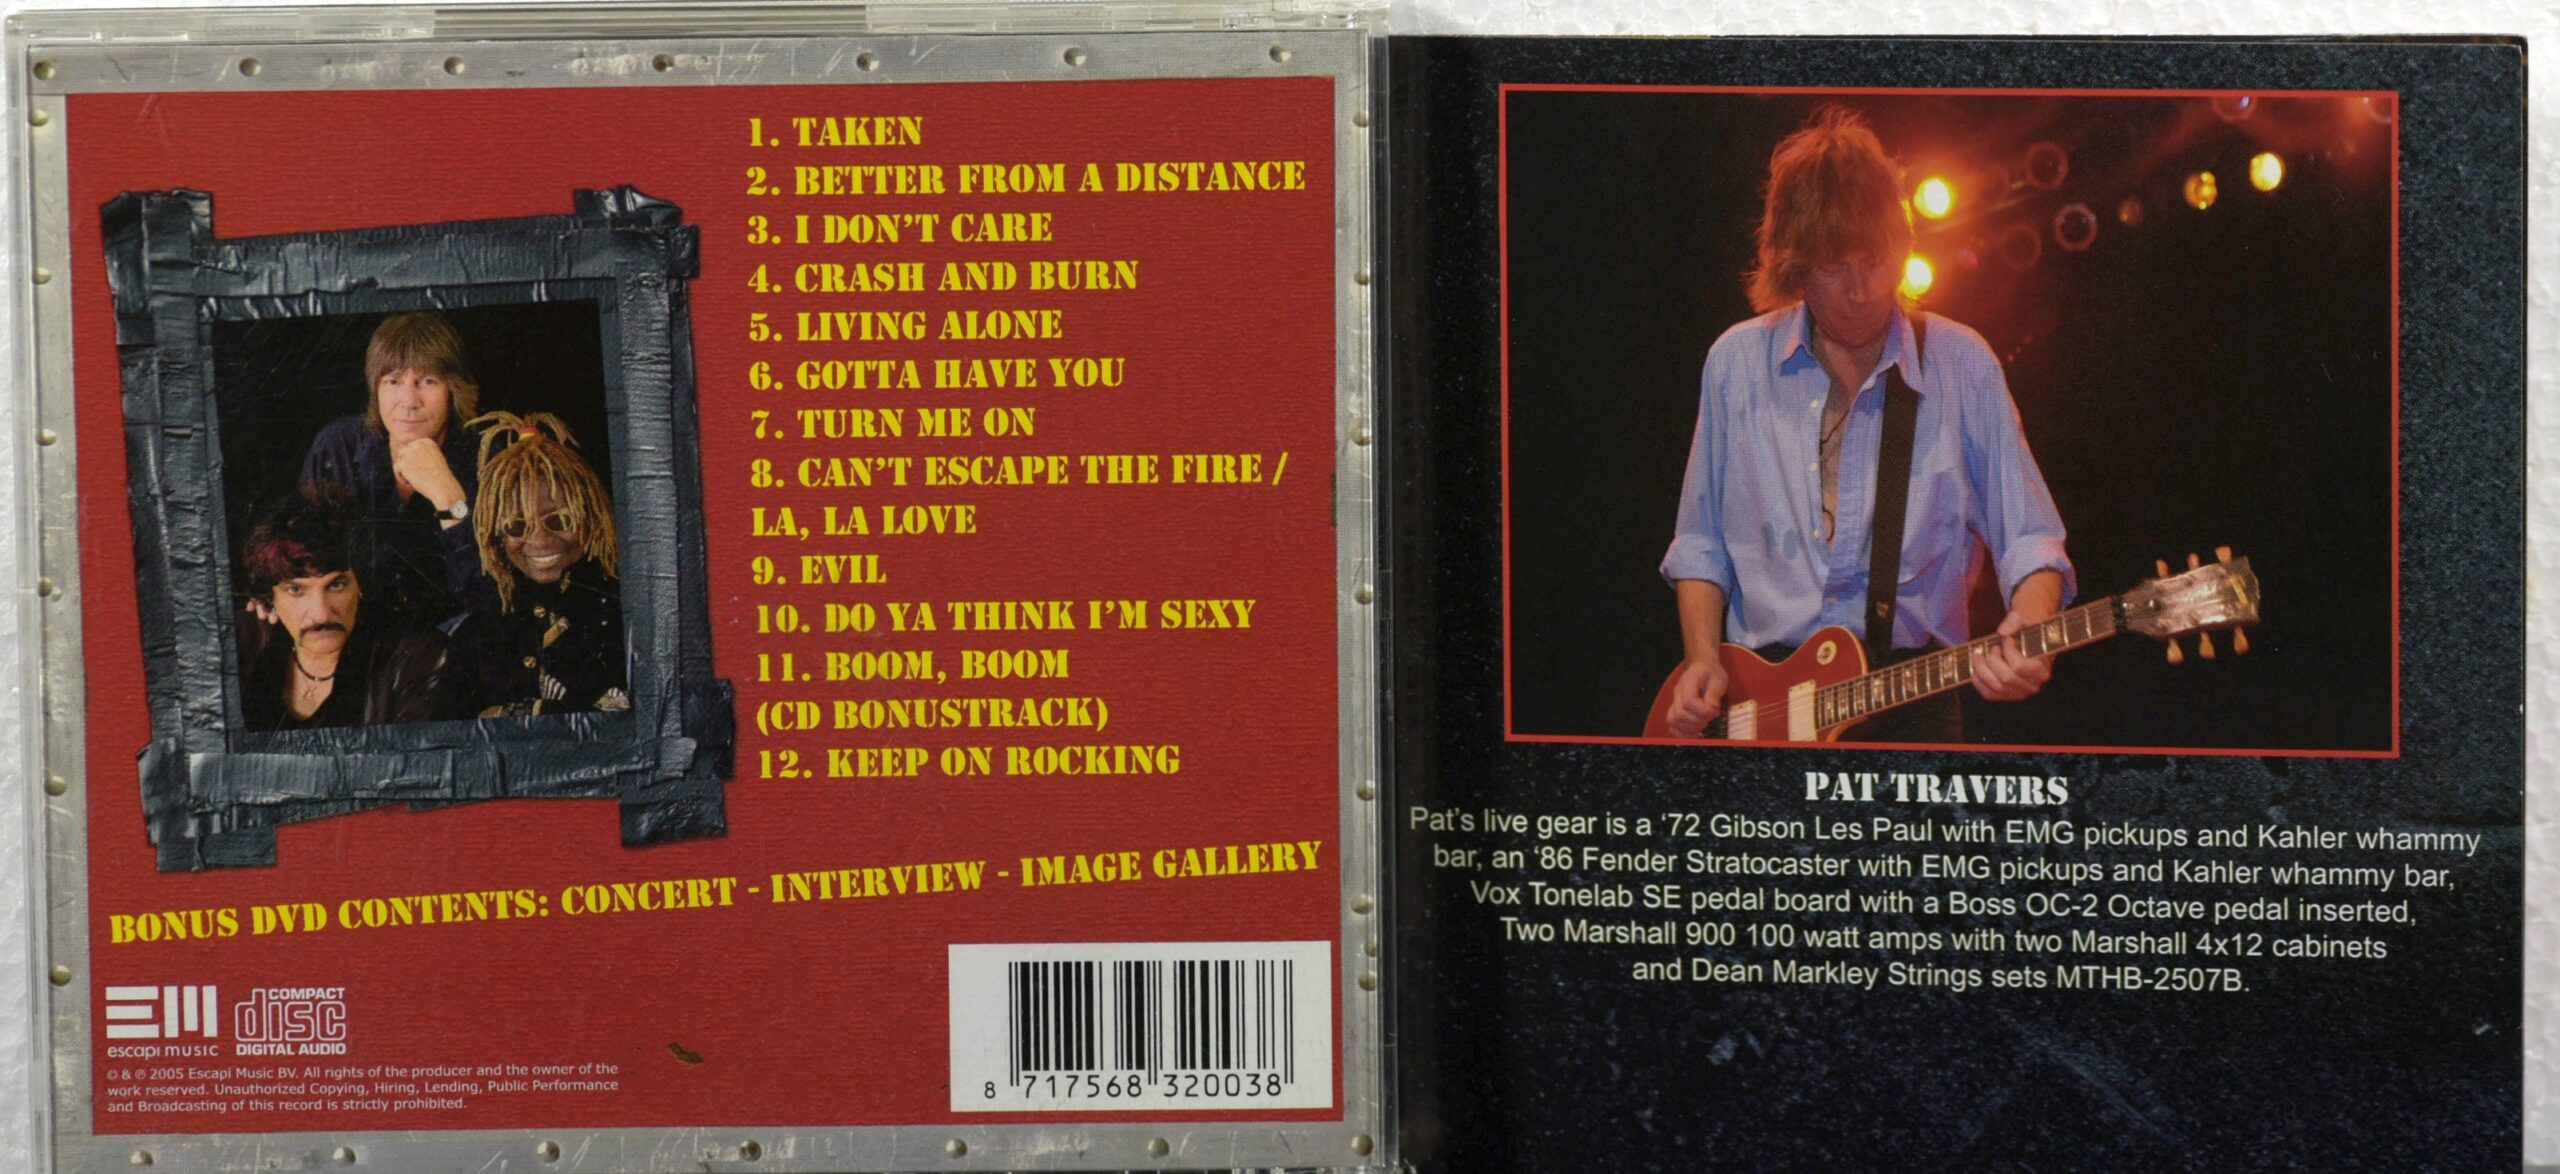 1. TAKEN
2. BETTER FROM A DISTANCE
3. I DON'T CARE
4. CRASH AND BURN
5. LIVING ALONE
6. GOTTA HAVE YOU
7. TURN ME ON
8. CAN'T ESCAPE THE FIRE /
LA, LA LOVE
9. EVIL
10. DO YA THINK I'M SEXY
11. BOOM, BOOM
(CD BONUSTRACK)
12. KEEP ON ROCKING
BONUS DVD CONTENTS: CONCERT - INTERVIEW - IMAGE GALLERY
EM
escapi music
COMPACT
disc
DIGITAL AUDIO
© & ℗ 2005 Escapi Music BV. All rights of the producer and the owner of the
work reserved. Unauthorized Copying, Hiring, Lending, Public Performance
and Broadcasting of this record is strictly prohibited.
8 717568 320038
PAT TRAVERS
Pat's live gear is a '72 Gibson Les Paul with EMG pickups and Kahler whammy
bar, an '86 Fender Stratocaster with EMG pickups and Kahler whammy bar,
Vox Tonelab SE pedal board with a Boss OC-2 Octave pedal inserted,
Two Marshall 900 100 watt amps with two Marshall 4x12 cabinets
and Dean Markley Strings sets MTHB-2507B.